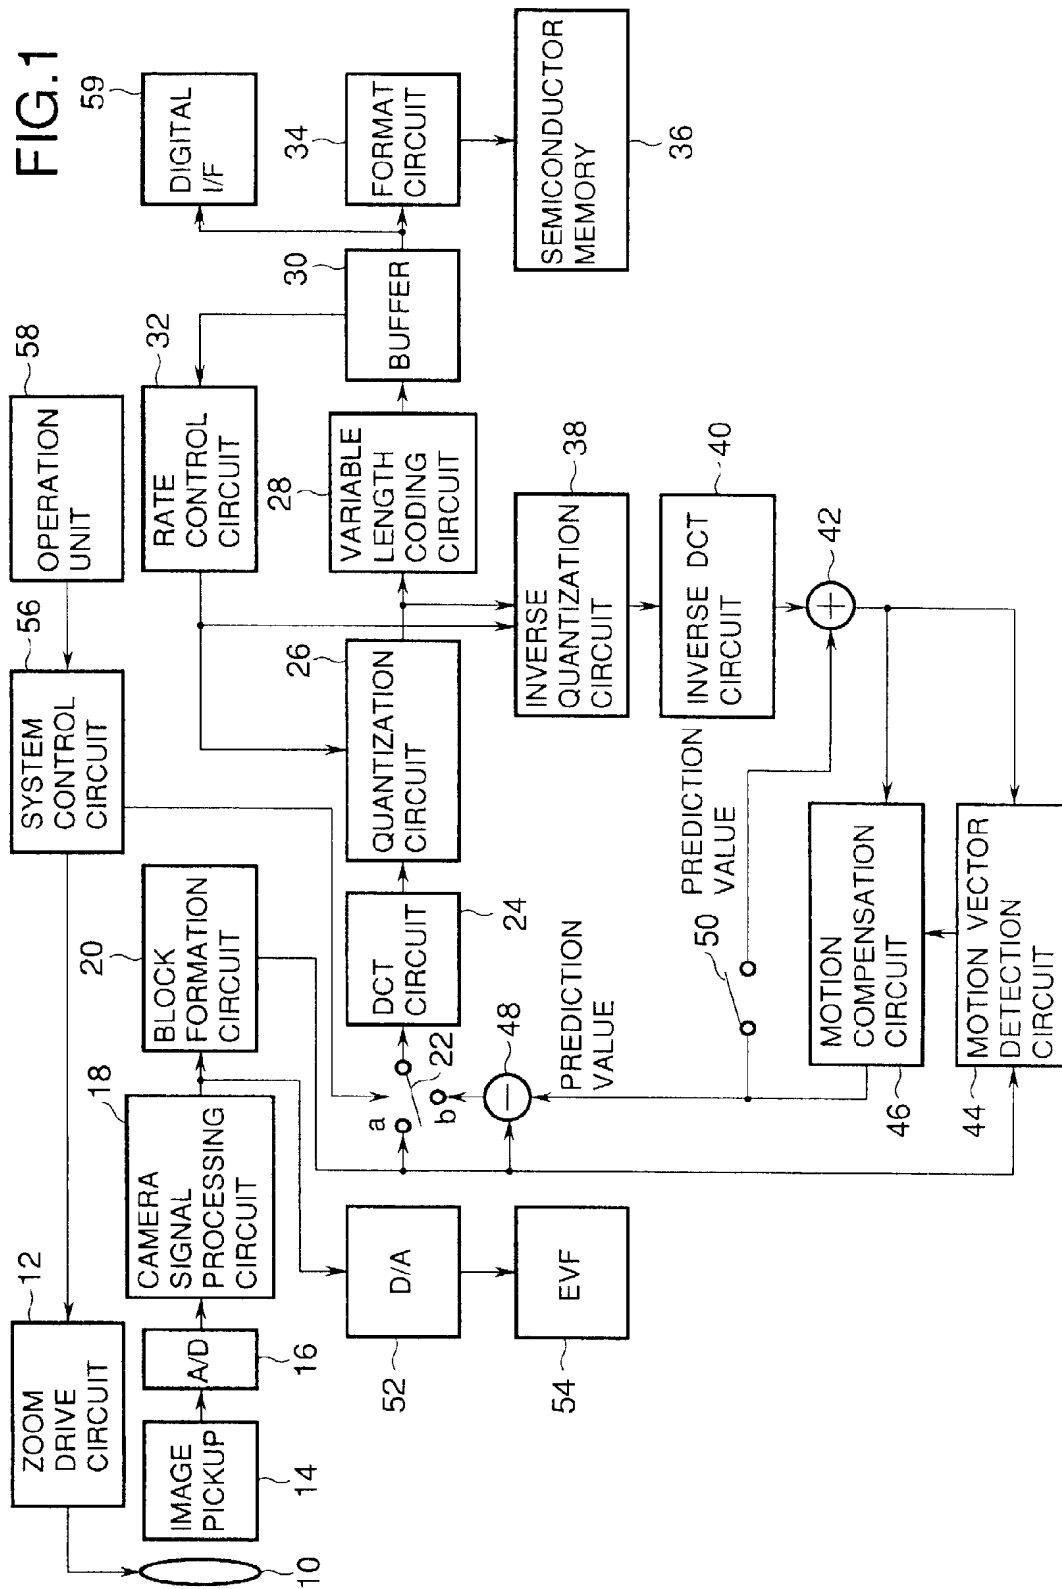 FIG.1
ZOOM
DRIVE
CIRCUIT
12
SYSTEM
CONTROL
CIRCUIT
56
OPERATION
UNIT
58
10
IMAGE
PICKUP
14
A/D
16
CAMERA
SIGNAL
PROCESSING
CIRCUIT
18
BLOCK
FORMATION
CIRCUIT
20
RATE
CONTROL
CIRCUIT
32
DIGITAL
I/F
59
D/A
52
EVF
54
a
b
22
48
DCT
CIRCUIT
24
QUANTIZATION
CIRCUIT
26
VARIABLE
LENGTH
CODING
CIRCUIT
28
BUFFER
30
FORMAT
CIRCUIT
34
SEMICONDUCTOR
MEMORY
36
INVERSE
QUANTIZATION
CIRCUIT
38
INVERSE DCT
CIRCUIT
40
42
PREDICTION
VALUE
PREDICTION
VALUE
50
MOTION
COMPENSATION
CIRCUIT
46
MOTION VECTOR
DETECTION
CIRCUIT
44